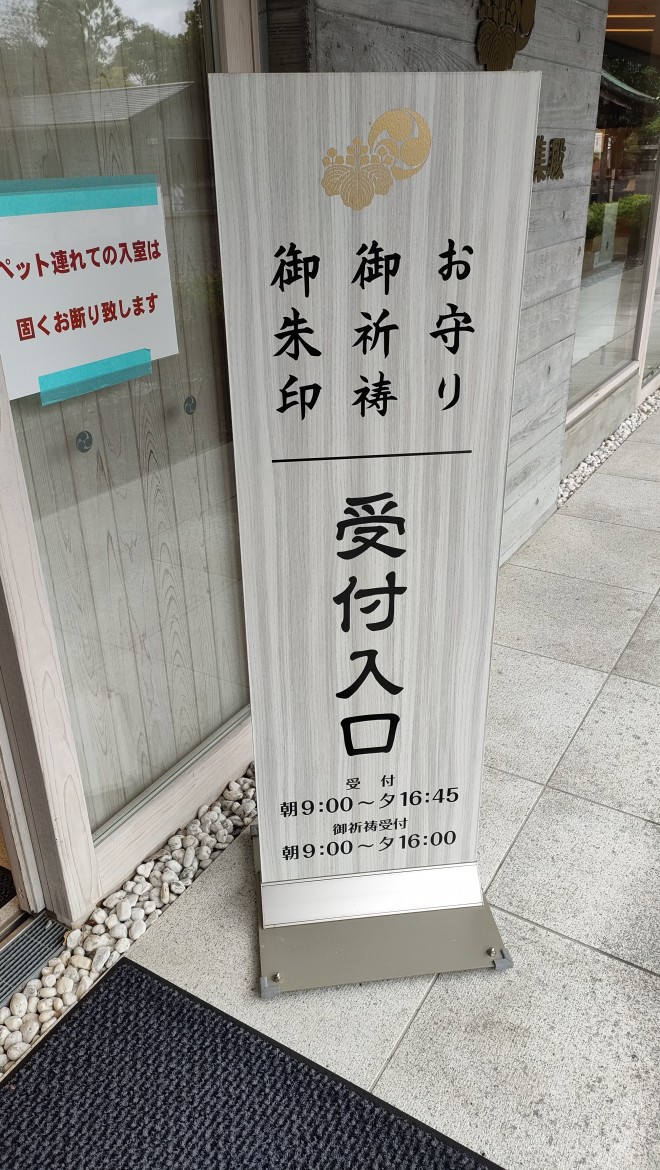 お守り
御祈祷
御朱印
受付入口
受 付
朝9:00～夕16:45
御祈祷受付
朝9:00～夕16:00
ペット連れての入室は
固くお断り致します
集殿